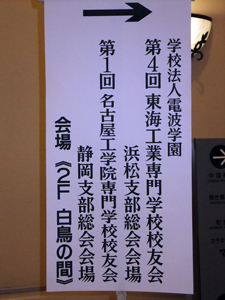 学校法人電波学園
第4回 東海工業専門学校校友会
浜松支部総会会場
第1回 名古屋工学院専門学校校友会
静岡支部総会会場
会場 《2F 白鳥の間》